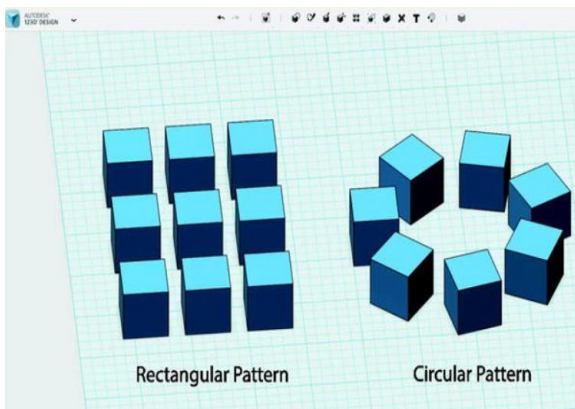 AUTODESK'
123D' DESIGN
Rectangular Pattern
Circular Pattern